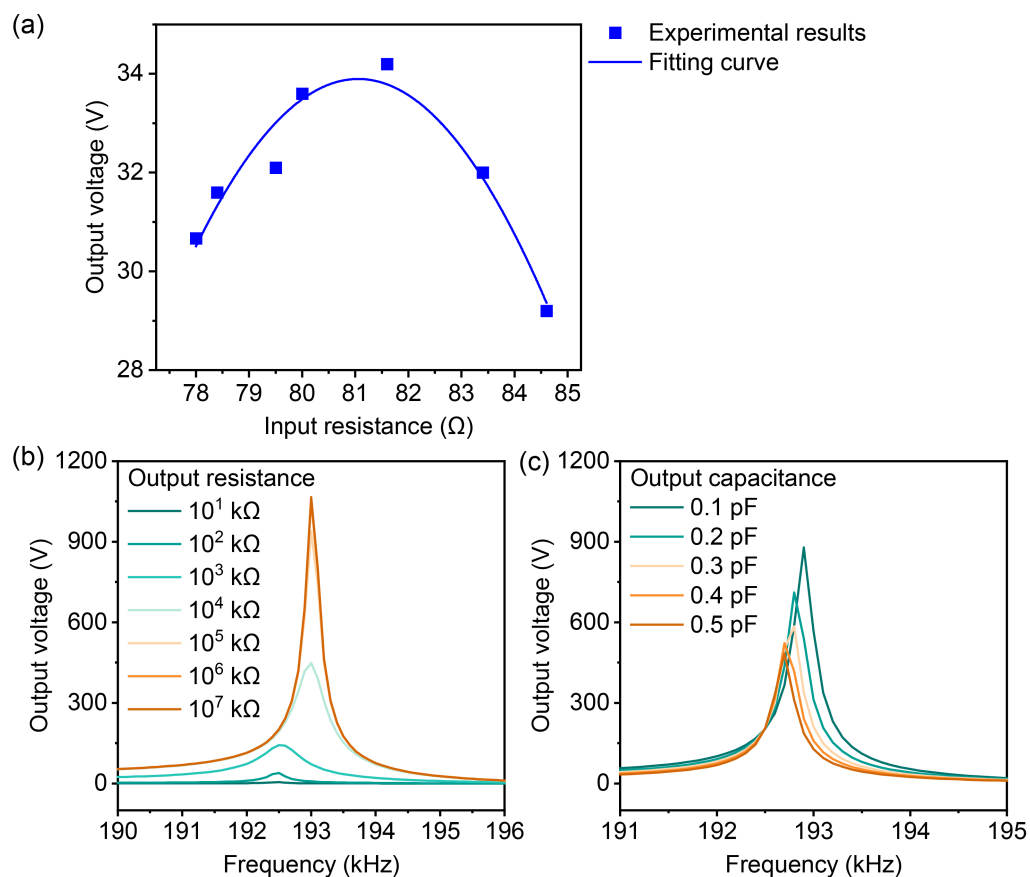 (a)
Experimental results
Fitting curve
Output voltage (V)
34
32
30
28
78 79 80 81 82 83 84 85
Input resistance (Ω)
(b)
Output resistance
10¹ kΩ
10² kΩ
10³ kΩ
10⁴ kΩ
10⁵ kΩ
10⁶ kΩ
10⁷ kΩ
Output voltage (V)
1200
900
600
300
0
190 191 192 193 194 195 196
Frequency (kHz)
(c)
Output capacitance
0.1 pF
0.2 pF
0.3 pF
0.4 pF
0.5 pF
Output voltage (V)
1200
900
600
300
0
191 192 193 194 195
Frequency (kHz)